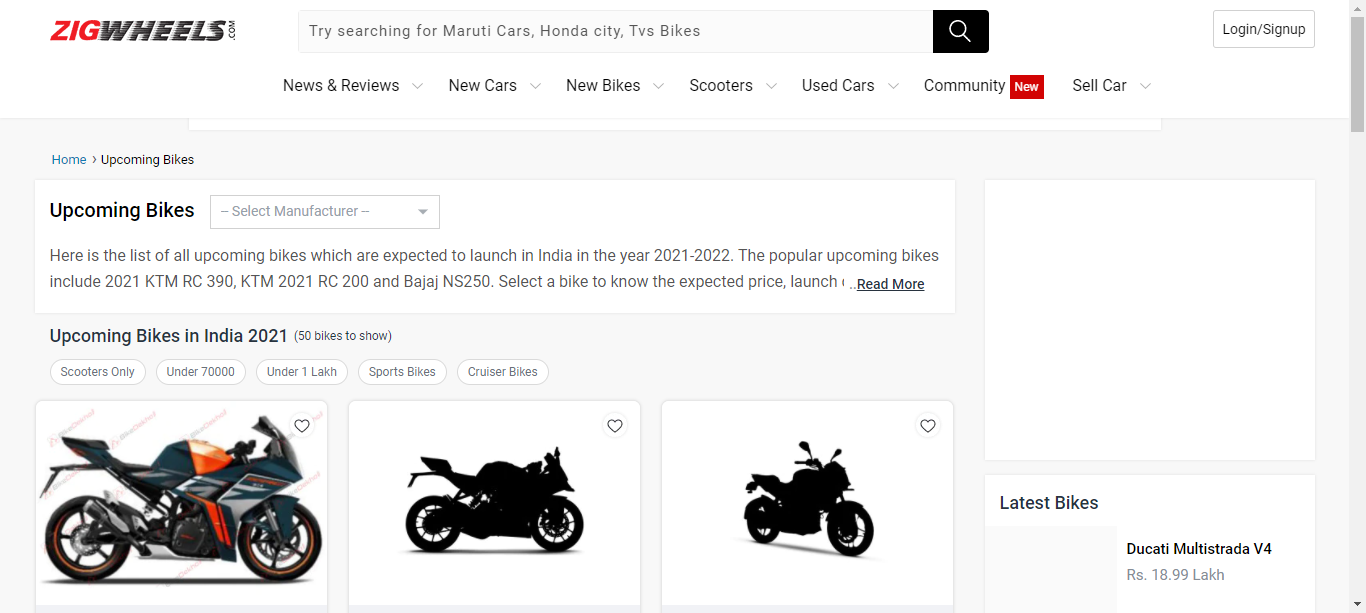 ZIGWHEELS.COM
Try searching for Maruti Cars, Honda city, Tvs Bikes
Login/Signup
News & Reviews
New Cars
New Bikes
Scooters
Used Cars
Community New
Sell Car
Home › Upcoming Bikes
Upcoming Bikes
-- Select Manufacturer --
Here is the list of all upcoming bikes which are expected to launch in India in the year 2021-2022. The popular upcoming bikes
include 2021 KTM RC 390, KTM 2021 RC 200 and Bajaj NS250. Select a bike to know the expected price, launch ..Read More
Upcoming Bikes in India 2021 (50 bikes to show)
Scooters Only
Under 70000
Under 1 Lakh
Sports Bikes
Cruiser Bikes
Latest Bikes
Ducati Multistrada V4
Rs. 18.99 Lakh